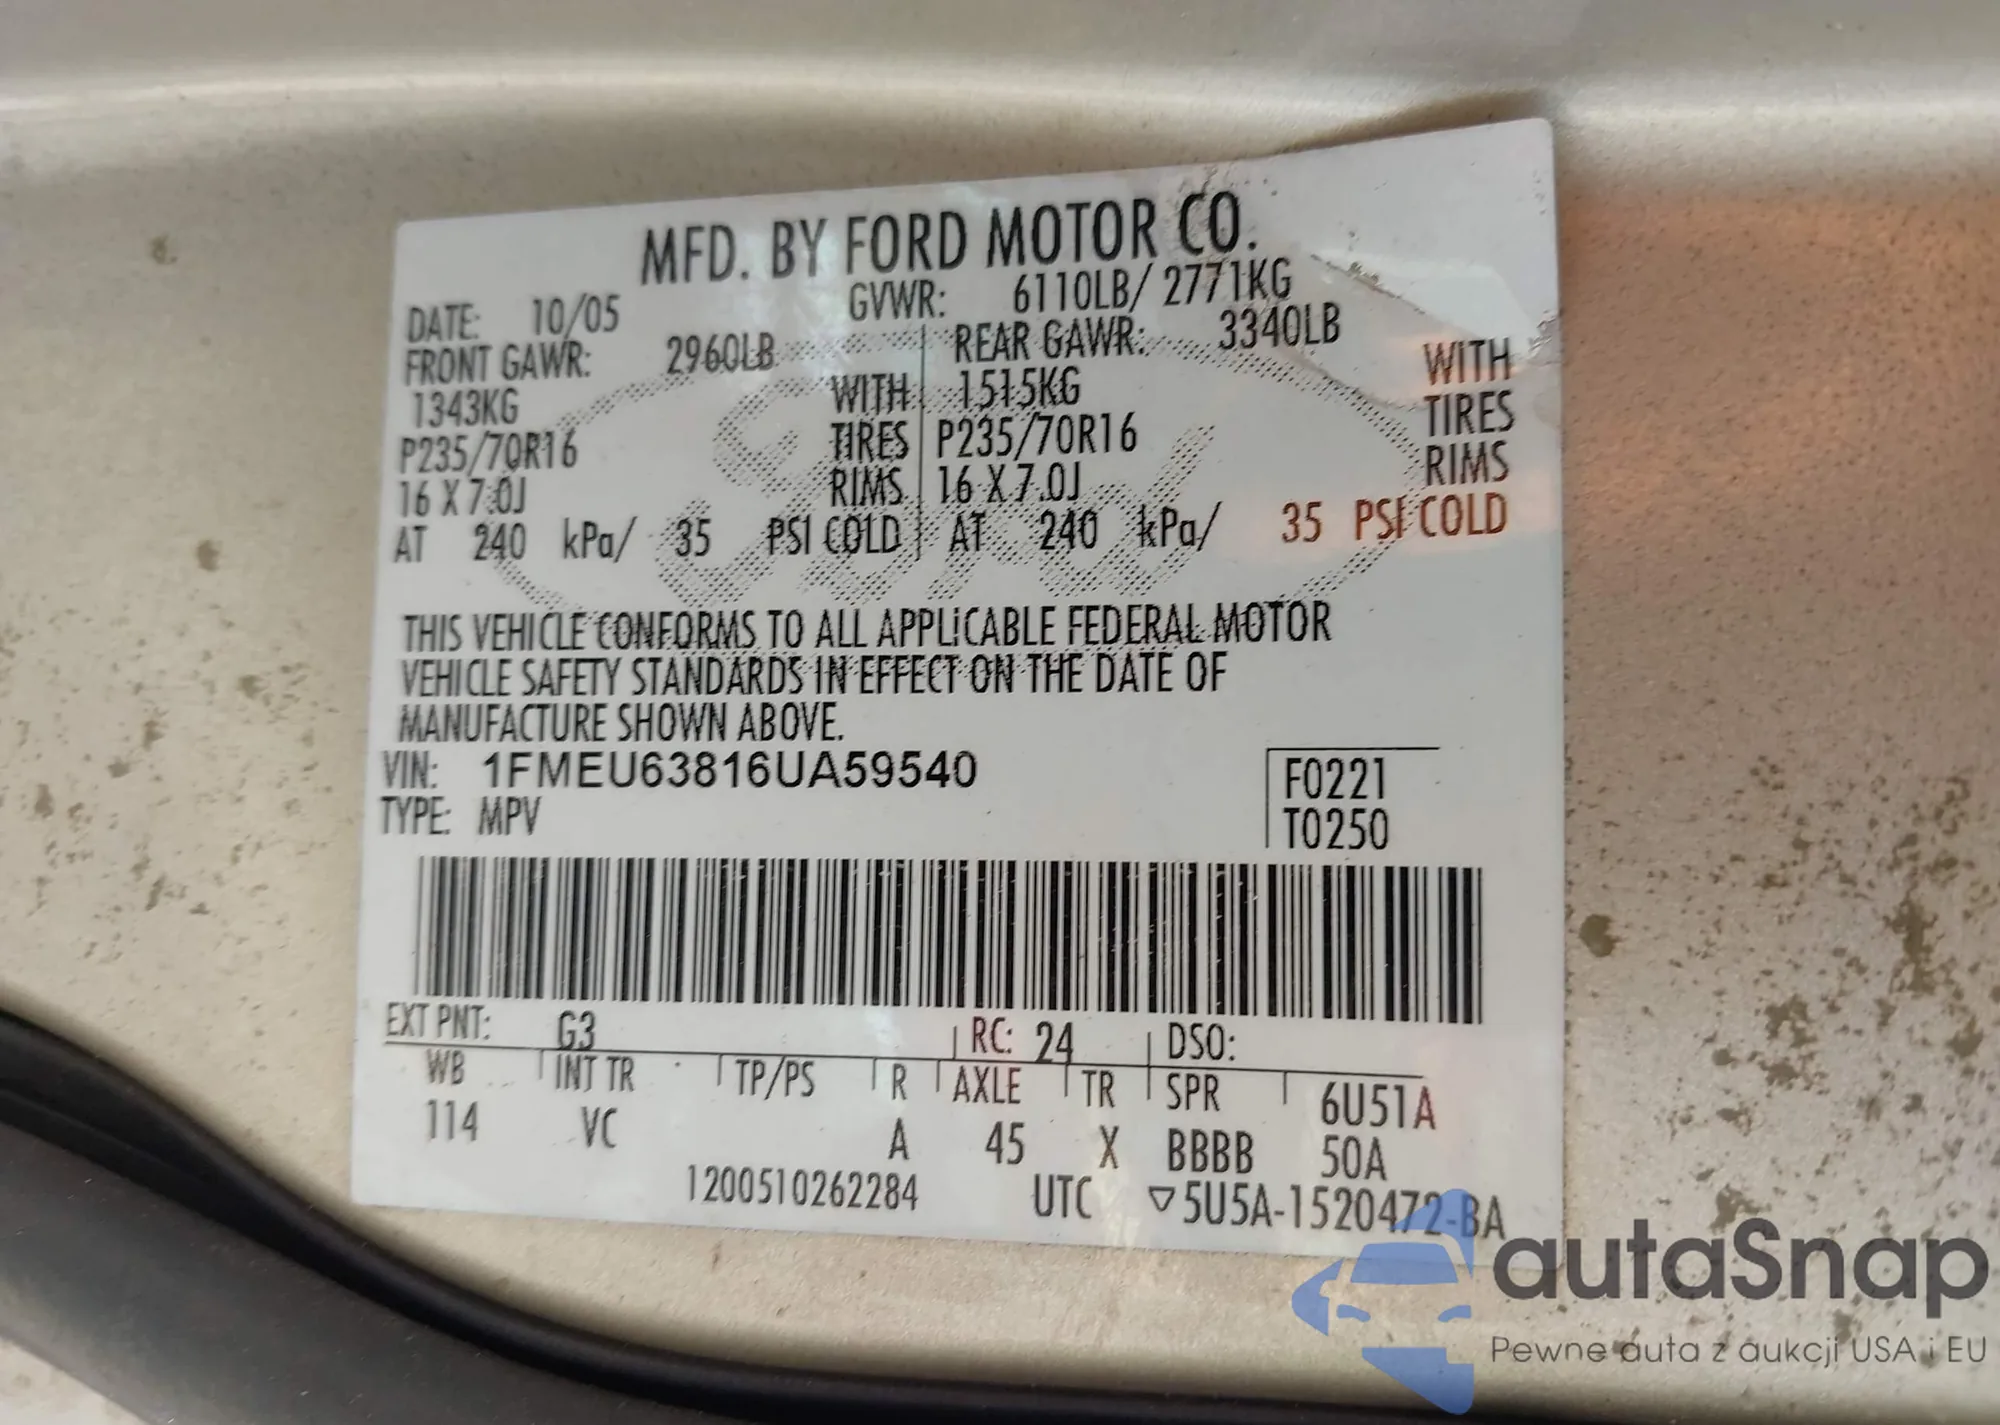 MFD. BY FORD MOTOR CO.
DATE: 10/05 GVWR: 6110LB/ 2771KG
FRONT GAWR: 2960LB REAR GAWR: 3340LB
1343KG WITH 1515KG WITH
P235/70R16 TIRES P235/70R16 TIRES
16 X 7.0J RIMS 16 X 7.0J RIMS
AT 240 kPa/ 35 PSI COLD AT 240 kPa/ 35 PSI COLD
THIS VEHICLE CONFORMS TO ALL APPLICABLE FEDERAL MOTOR
VEHICLE SAFETY STANDARDS IN EFFECT ON THE DATE OF
MANUFACTURE SHOWN ABOVE.
VIN: 1FMEU63816UA59540 F0221
TYPE: MPV T0250
EXT PNT: G3 RC: 24 DSO:
WB INT TR TP/PS R AXLE TR SPR 6U51A
114 VC A 45 X BBBB 50A
1200510262284 UTC ▽5U5A-1520472-BA
autaSnap
Pewne auta z aukcji USA i EU